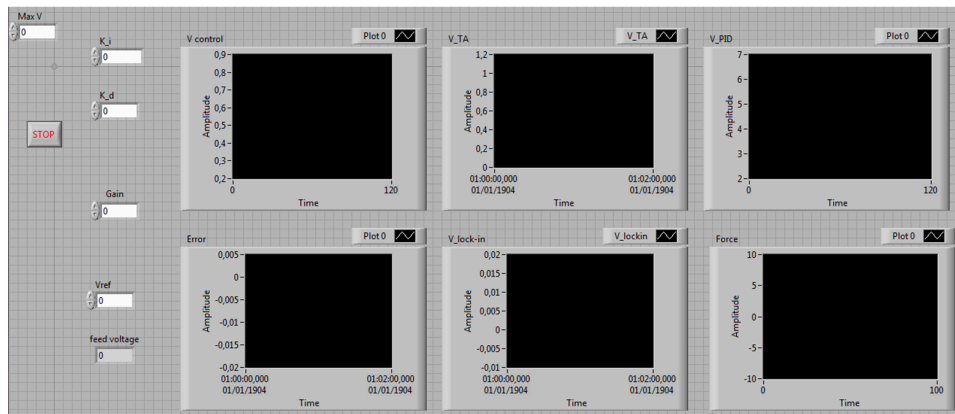 Max V
0
K_i
0
K_d
0
STOP
Gain
0
Vref
0
feed voltage
0
V control
Plot 0
Amplitude
0,9
0,8
0,7
0,6
0,5
0,4
0,3
0,2
0
120
Time
V_TA
V_TA
Amplitude
1,2
1
0,8
0,6
0,4
0,2
0
01:00:00,000
01/01/1904
01:02:00,000
01/01/1904
Time
V_PID
Plot 0
Amplitude
7
6
5
4
3
2
0
120
Time
Error
Plot 0
Amplitude
0,005
0
-0,005
-0,01
-0,015
-0,02
01:00:00,000
01/01/1904
01:02:00,000
01/01/1904
Time
V_lock-in
V_lockin
Amplitude
0,02
0,015
0,01
0,005
0
-0,005
-0,01
01:00:00,000
01/01/1904
01:02:00,000
01/01/1904
Time
Force
Plot 0
Amplitude
10
5
0
-5
-10
0
100
Time